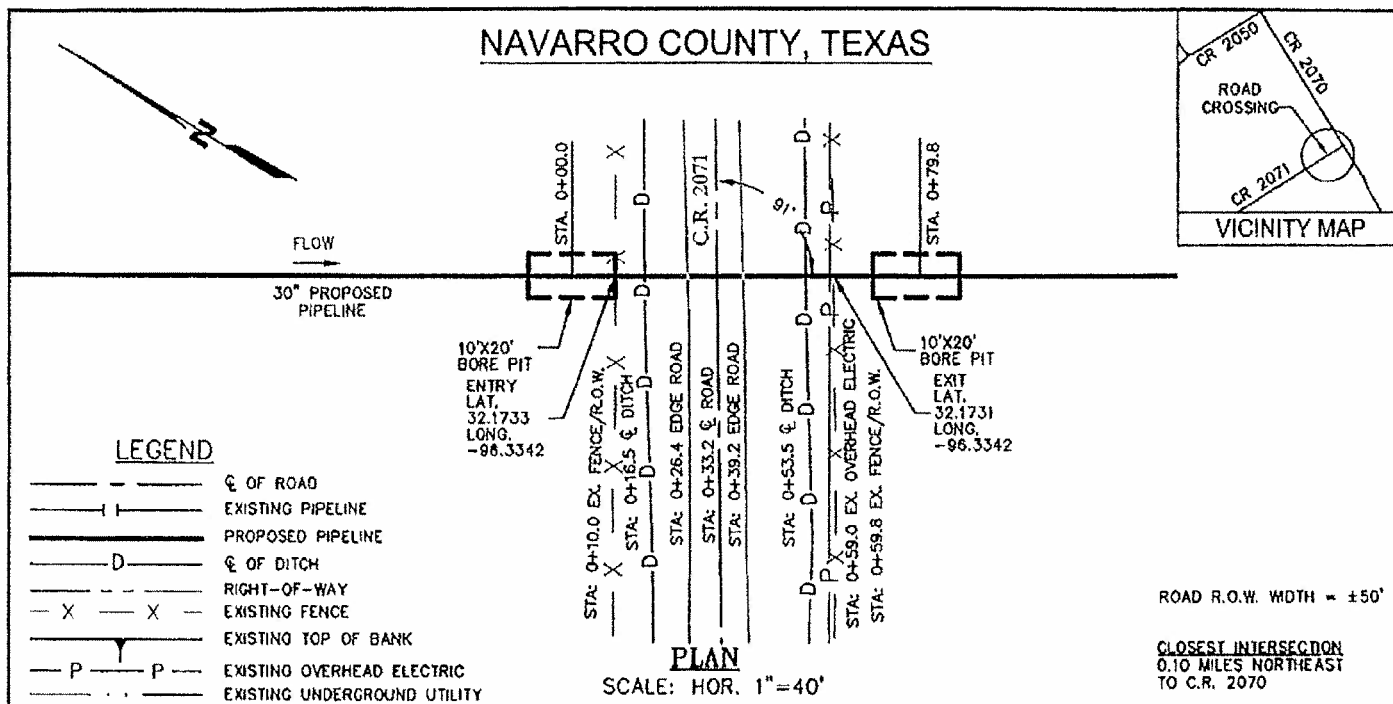 NAVARRO COUNTY, TEXAS
N
CR 2050
CR 2070
ROAD
CROSSING
CR 2071
VICINITY MAP
STA. 0+00.0
C.R. 2071
91°
STA. 0+79.8
FLOW
30" PROPOSED
PIPELINE
10'X20'
BORE PIT
ENTRY
LAT.
32.1733
LONG.
-96.3342
STA: 0+10.0 EX. FENCE/R.O.W.
STA: 0+16.5 ℄ DITCH
STA: 0+26.4 EDGE ROAD
STA: 0+33.2 ℄ ROAD
STA: 0+39.2 EDGE ROAD
STA: 0+53.5 ℄ DITCH
STA: 0+59.0 EX. OVERHEAD ELECTRIC
STA: 0+59.8 EX. FENCE/R.O.W.
10'X20'
BORE PIT
EXIT
LAT.
32.1731
LONG.
-96.3342
LEGEND
℄ OF ROAD
EXISTING PIPELINE
PROPOSED PIPELINE
D ℄ OF DITCH
RIGHT-OF-WAY
X X EXISTING FENCE
EXISTING TOP OF BANK
P P EXISTING OVERHEAD ELECTRIC
EXISTING UNDERGROUND UTILITY
PLAN
SCALE: HOR. 1"=40'
ROAD R.O.W. WIDTH = ±50'
CLOSEST INTERSECTION
0.10 MILES NORTHEAST
TO C.R. 2070